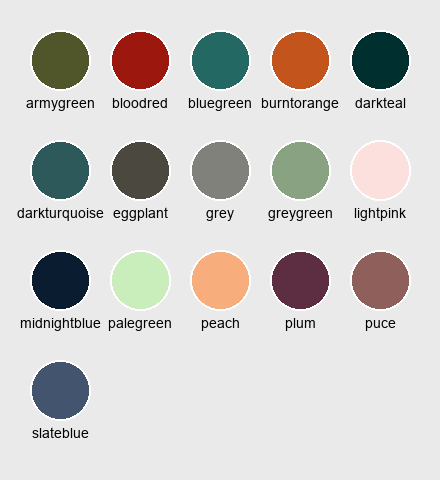 armygreen bloodred bluegreen burntorange darkteal
darkturquoise eggplant grey greygreen lightpink
midnightblue palegreen peach plum puce
slateblue